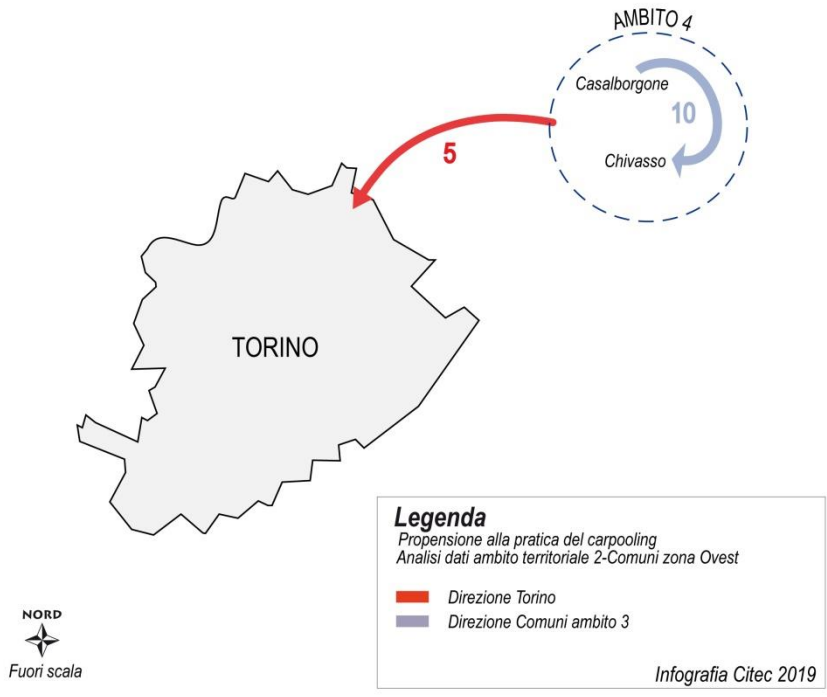 AMBITO 4
Casalborgone
10
Chivasso
5
TORINO
Legenda
Propensione alla pratica del carpooling
Analisi dati ambito territoriale 2-Comuni zona Ovest
Direzione Torino
Direzione Comuni ambito 3
Infografia Citec 2019
NORD
Fuori scala